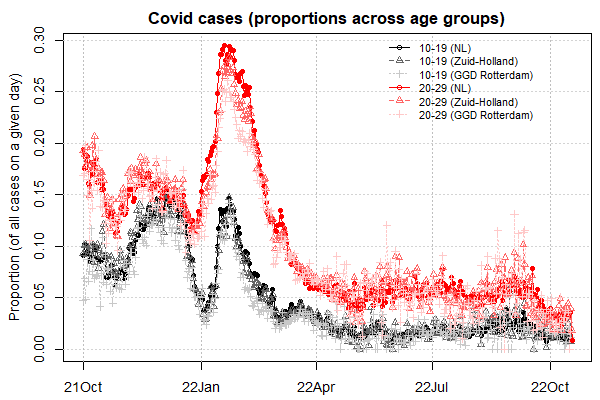 Covid cases (proportions across age groups)
Proportion (of all cases on a given day)
0.30
0.25
0.20
0.15
0.10
0.05
0.00
10-19 (NL)
10-19 (Zuid-Holland)
10-19 (GGD Rotterdam)
20-29 (NL)
20-29 (Zuid-Holland)
20-29 (GGD Rotterdam)
21Oct 22Jan 22Apr 22Jul 22Oct